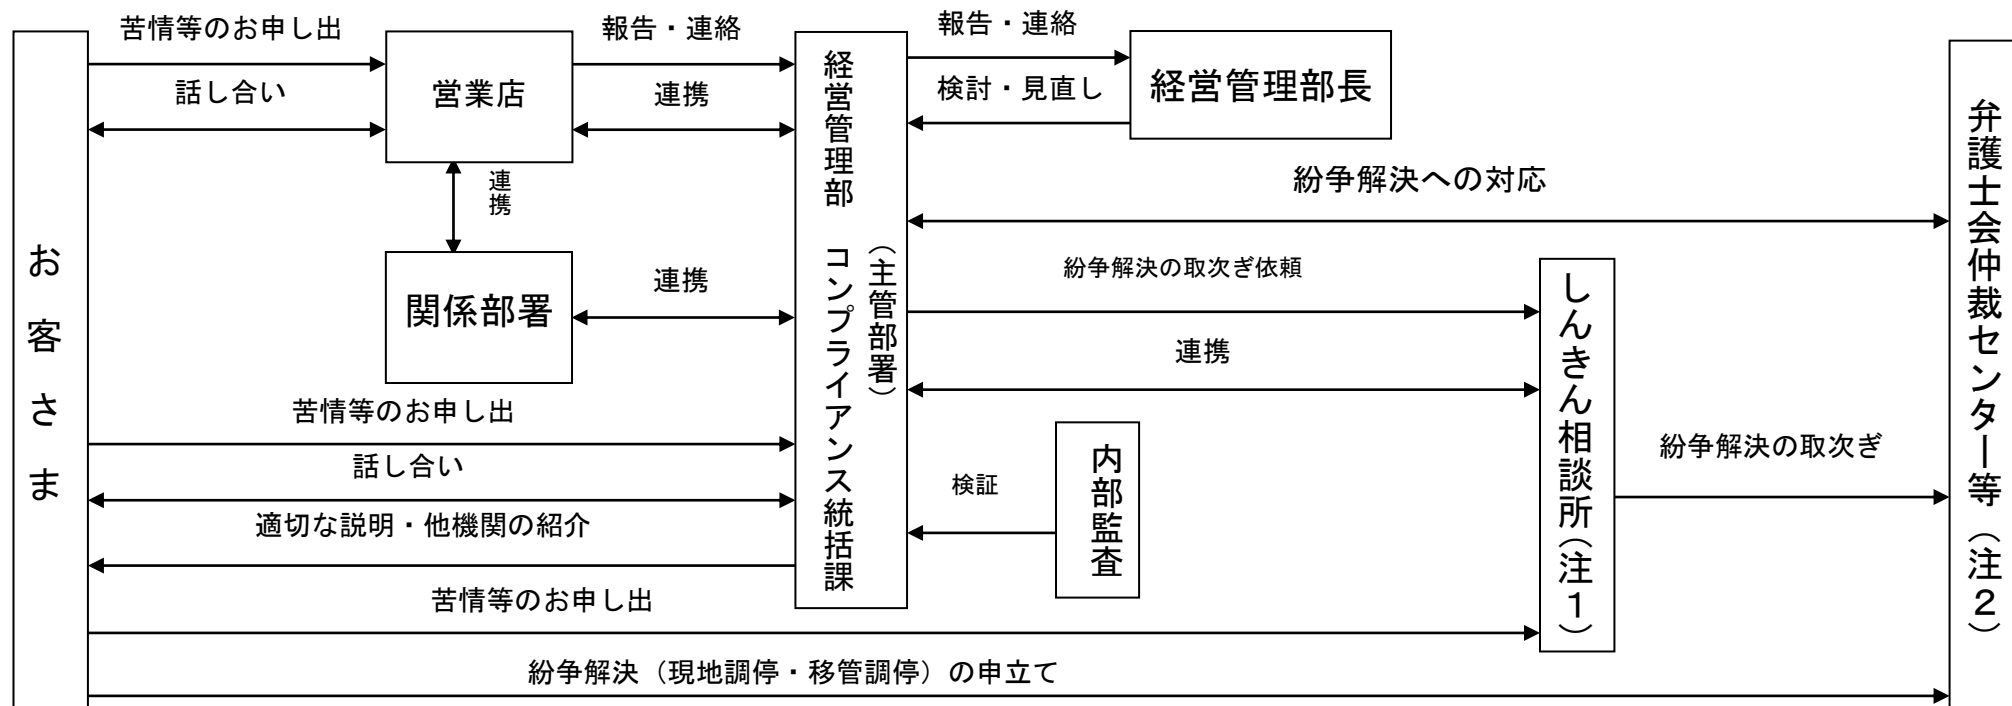 お客さま
苦情等のお申し出
話し合い
営業店
報告・連絡
連携
連携
関係部署
連携
苦情等のお申し出
話し合い
適切な説明・他機関の紹介
苦情等のお申し出
紛争解決（現地調停・移管調停）の申立て
経営管理部 コンプライアンス統括課
（主管部署）
報告・連絡
検討・見直し
経営管理部長
紛争解決への対応
紛争解決の取次ぎ依頼
連携
検証
内部監査
しんきん相談所（注１）
紛争解決の取次ぎ
弁護士会仲裁センター等（注２）